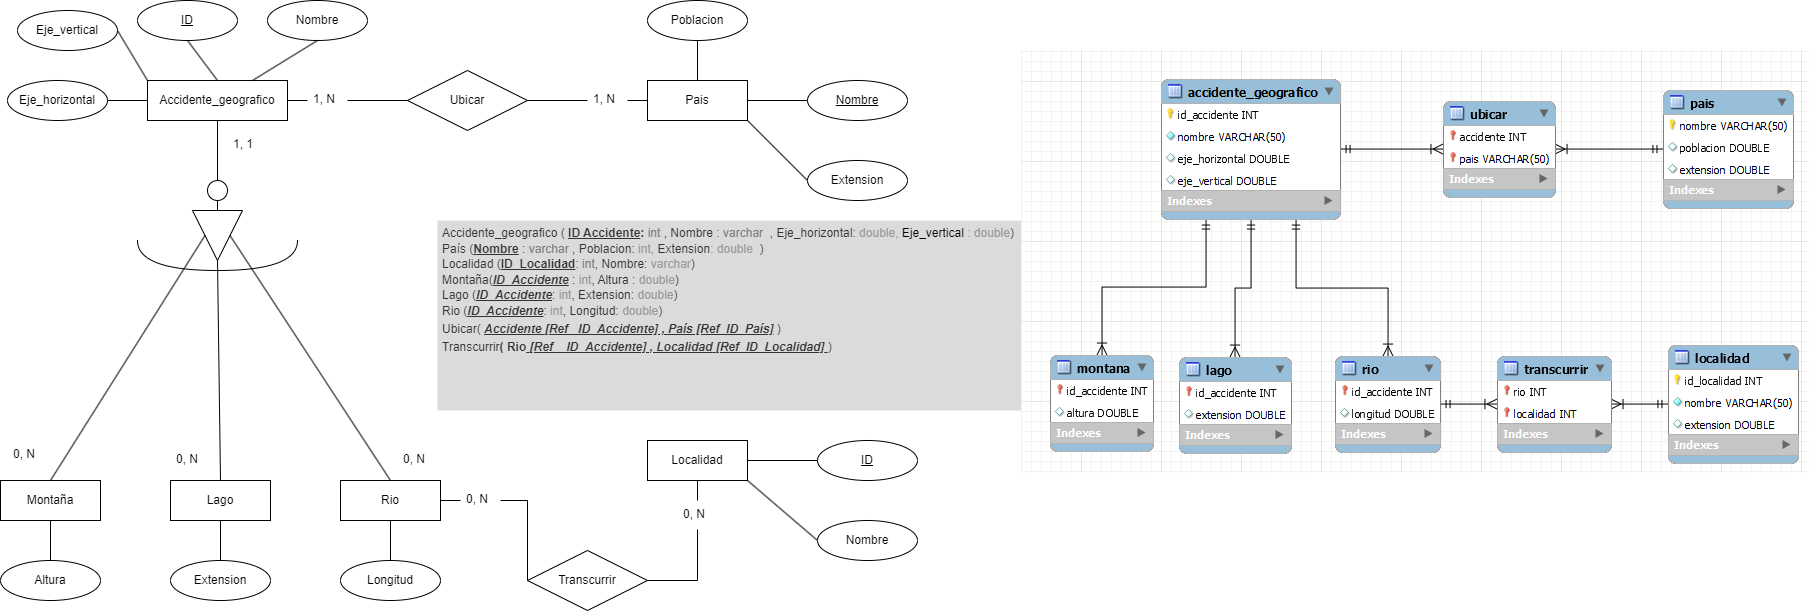 Eje_vertical
ID
Nombre
Poblacion
Eje_horizontal
Accidente_geografico
1, N
Ubicar
1, N
Pais
Nombre
1, 1
Extension
Accidente_geografico ( ID Accidente: int , Nombre : varchar , Eje_horizontal: double, Eje_vertical : double)
País (Nombre : varchar , Poblacion: int, Extension: double )
Localidad (ID_Localidad: int, Nombre: varchar)
Montaña(ID_Accidente : int, Altura : double)
Lago (ID_Accidente: int, Extension: double)
Rio (ID_Accidente: int, Longitud: double)
Ubicar( Accidente [Ref_ID_Accidente] , País [Ref_ID_País] )
Transcurrir( Rio [Ref__ID_Accidente] , Localidad [Ref_ID_Localidad] )
0, N
0, N
0, N
Montaña
Lago
Rio
0, N
Localidad
ID
0, N
Nombre
Altura
Extension
Longitud
Transcurrir
accidente_geografico
id_accidente INT
nombre VARCHAR(50)
eje_horizontal DOUBLE
eje_vertical DOUBLE
Indexes
ubicar
accidente INT
pais VARCHAR(50)
Indexes
pais
nombre VARCHAR(50)
poblacion DOUBLE
extension DOUBLE
Indexes
montana
id_accidente INT
altura DOUBLE
Indexes
lago
id_accidente INT
extension DOUBLE
Indexes
rio
id_accidente INT
longitud DOUBLE
Indexes
transcurrir
rio INT
localidad INT
Indexes
localidad
id_localidad INT
nombre VARCHAR(50)
extension DOUBLE
Indexes